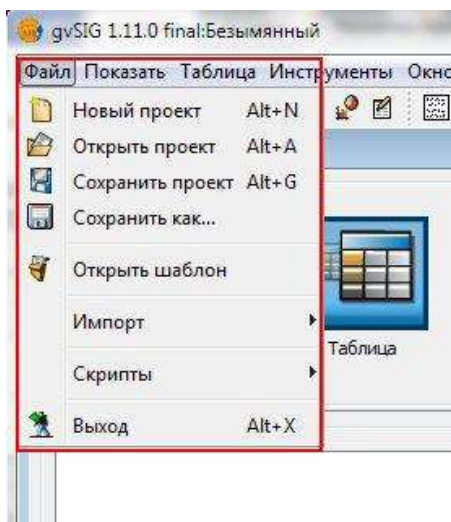 gvSIG 1.11.0 final:Безымянный
Файл Показать Таблица Инструменты Окно
Новый проект Alt+N
Открыть проект Alt+A
Сохранить проект Alt+G
Сохранить как...
Открыть шаблон
Импорт
Таблица
Скрипты
Выход Alt+X